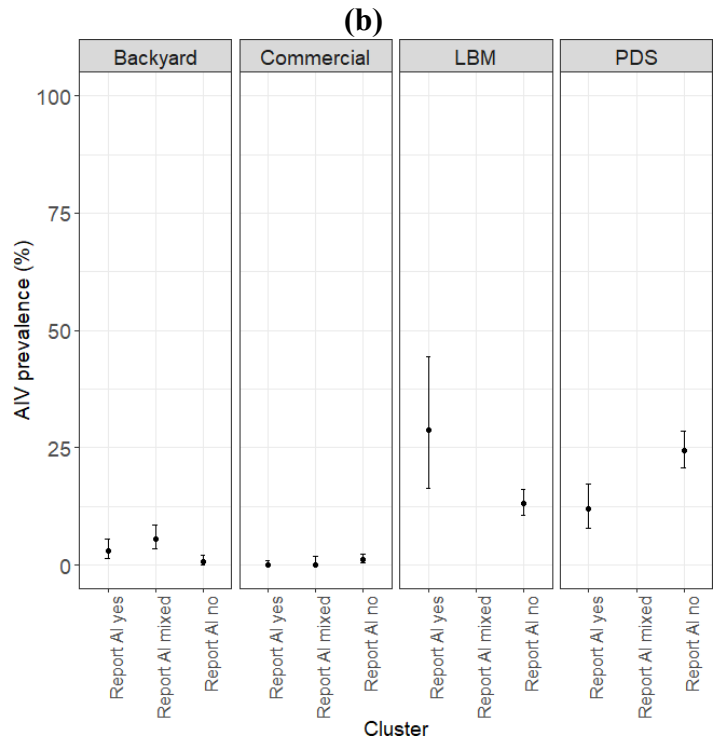 (b)
Backyard Commercial LBM PDS
100
75
50
25
0
AIV prevalence (%)
Report AI yes
Report AI mixed
Report AI no
Report AI yes
Report AI mixed
Report AI no
Report AI yes
Report AI mixed
Report AI no
Report AI yes
Report AI mixed
Report AI no
Cluster